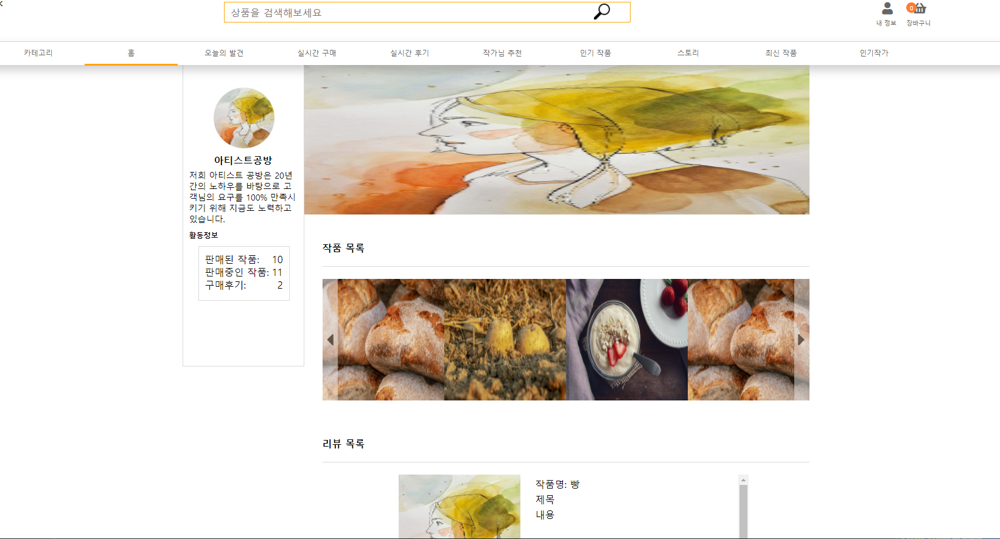 상품을 검색해보세요
0
내 정보
장바구니
카테고리
홈
오늘의 발견
실시간 구매
실시간 후기
작가님 추천
인기 작품
스토리
최신 작품
인기작가
아티스트공방
저희 아티스트 공방은 20년
간의 노하우를 바탕으로 고
객님의 요구를 100% 만족시
키기 위해 지금도 노력하고
있습니다.
활동정보
판매된 작품: 10
판매중인 작품: 11
구매후기: 2
작품 목록
리뷰 목록
작품명: 빵
제목
내용